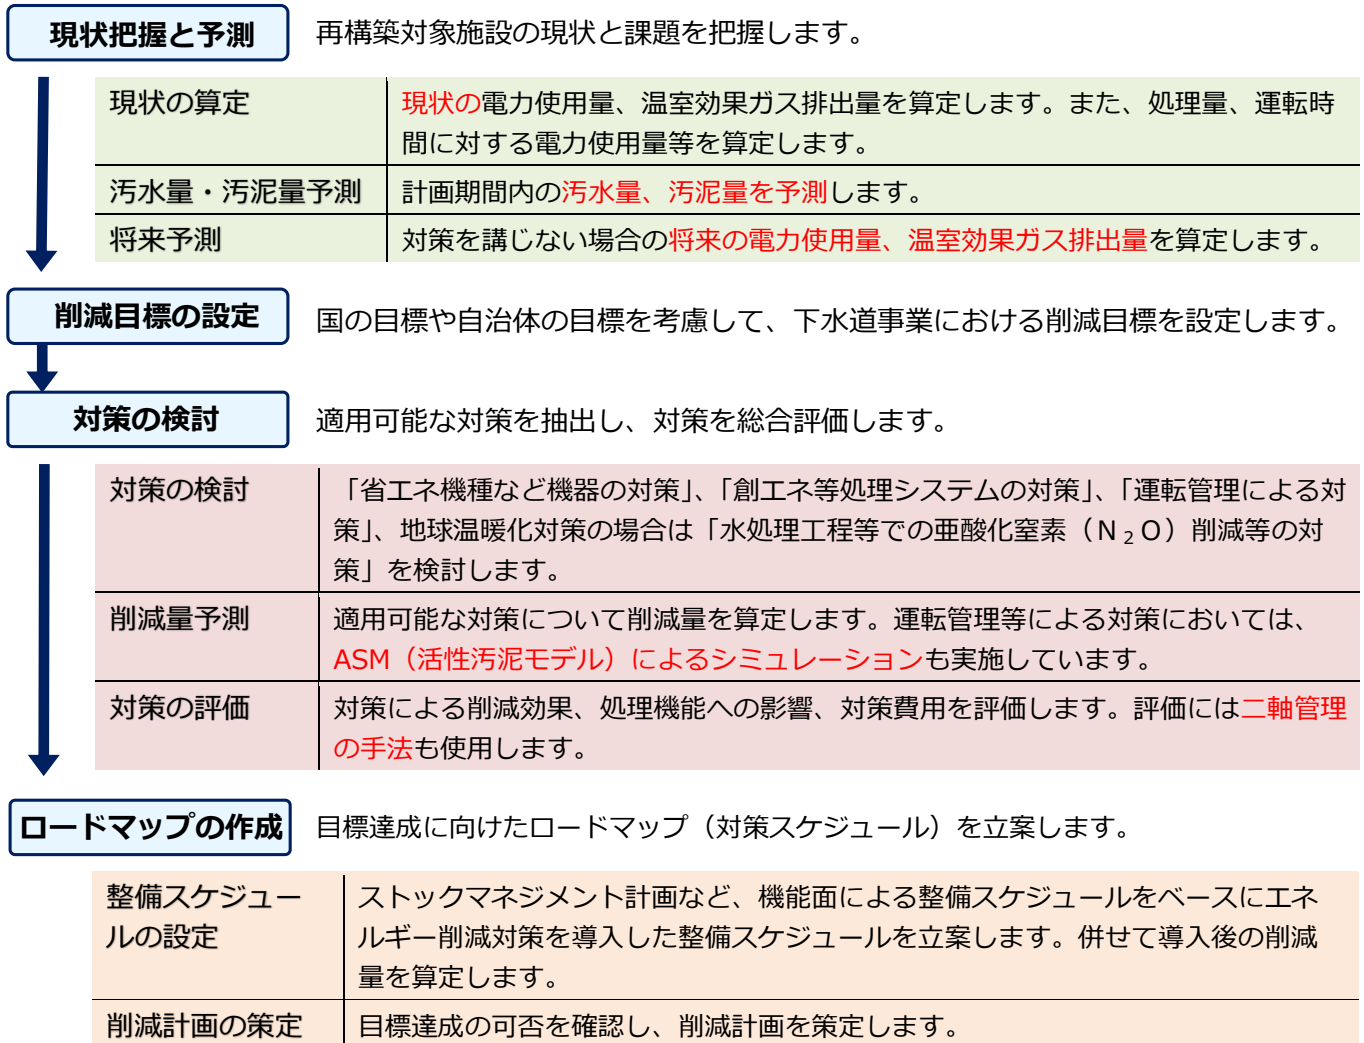 現状把握と予測
再構築対象施設の現状と課題を把握します。
現状の算定
現状の電力使用量、温室効果ガス排出量を算定します。また、処理量、運転時
間に対する電力使用量等を算定します。
汚水量・汚泥量予測
計画期間内の汚水量、汚泥量を予測します。
将来予測
対策を講じない場合の将来の電力使用量、温室効果ガス排出量を算定します。
削減目標の設定
国の目標や自治体の目標を考慮して、下水道事業における削減目標を設定します。
対策の検討
適用可能な対策を抽出し、対策を総合評価します。
対策の検討
「省エネ機種など機器の対策」、「創エネ等処理システムの対策」、「運転管理による対
策」、地球温暖化対策の場合は「水処理工程等での亜酸化窒素（Ｎ₂Ｏ）削減等の対
策」を検討します。
削減量予測
適用可能な対策について削減量を算定します。運転管理等による対策においては、
ASM（活性汚泥モデル）によるシミュレーションも実施しています。
対策の評価
対策による削減効果、処理機能への影響、対策費用を評価します。評価には二軸管理
の手法も使用します。
ロードマップの作成
目標達成に向けたロードマップ（対策スケジュール）を立案します。
整備スケジュー
ルの設定
ストックマネジメント計画など、機能面による整備スケジュールをベースにエネ
ルギー削減対策を導入した整備スケジュールを立案します。併せて導入後の削減
量を算定します。
削減計画の策定
目標達成の可否を確認し、削減計画を策定します。